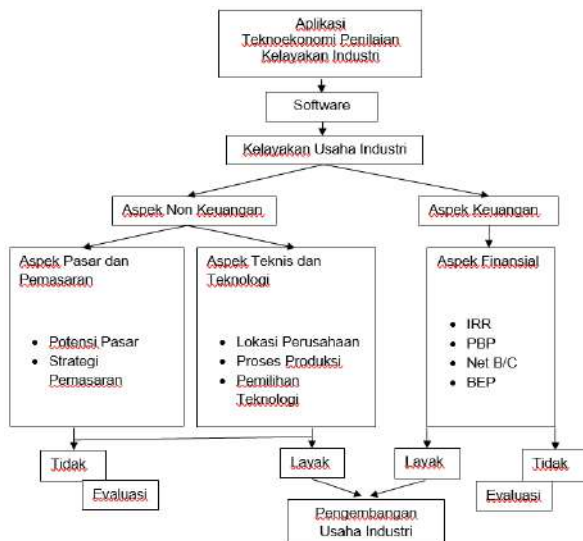 Aplikasi
Teknoekonomi Penilaian
Kelayakan Industri
Software
Kelayakan Usaha Industri
Aspek Non Keuangan
Aspek Keuangan
Aspek Pasar dan
Pemasaran
• Potensi Pasar
• Strategi
Pemasaran
Aspek Teknis dan
Teknologi
• Lokasi Perusahaan
• Proses Produksi
• Pemilihan
Teknologi
Aspek Finansial
• IRR
• PBP
• Net B/C
• BEP
Tidak
Evaluasi
Layak
Layak
Tidak
Evaluasi
Pengembangan
Usaha Industri